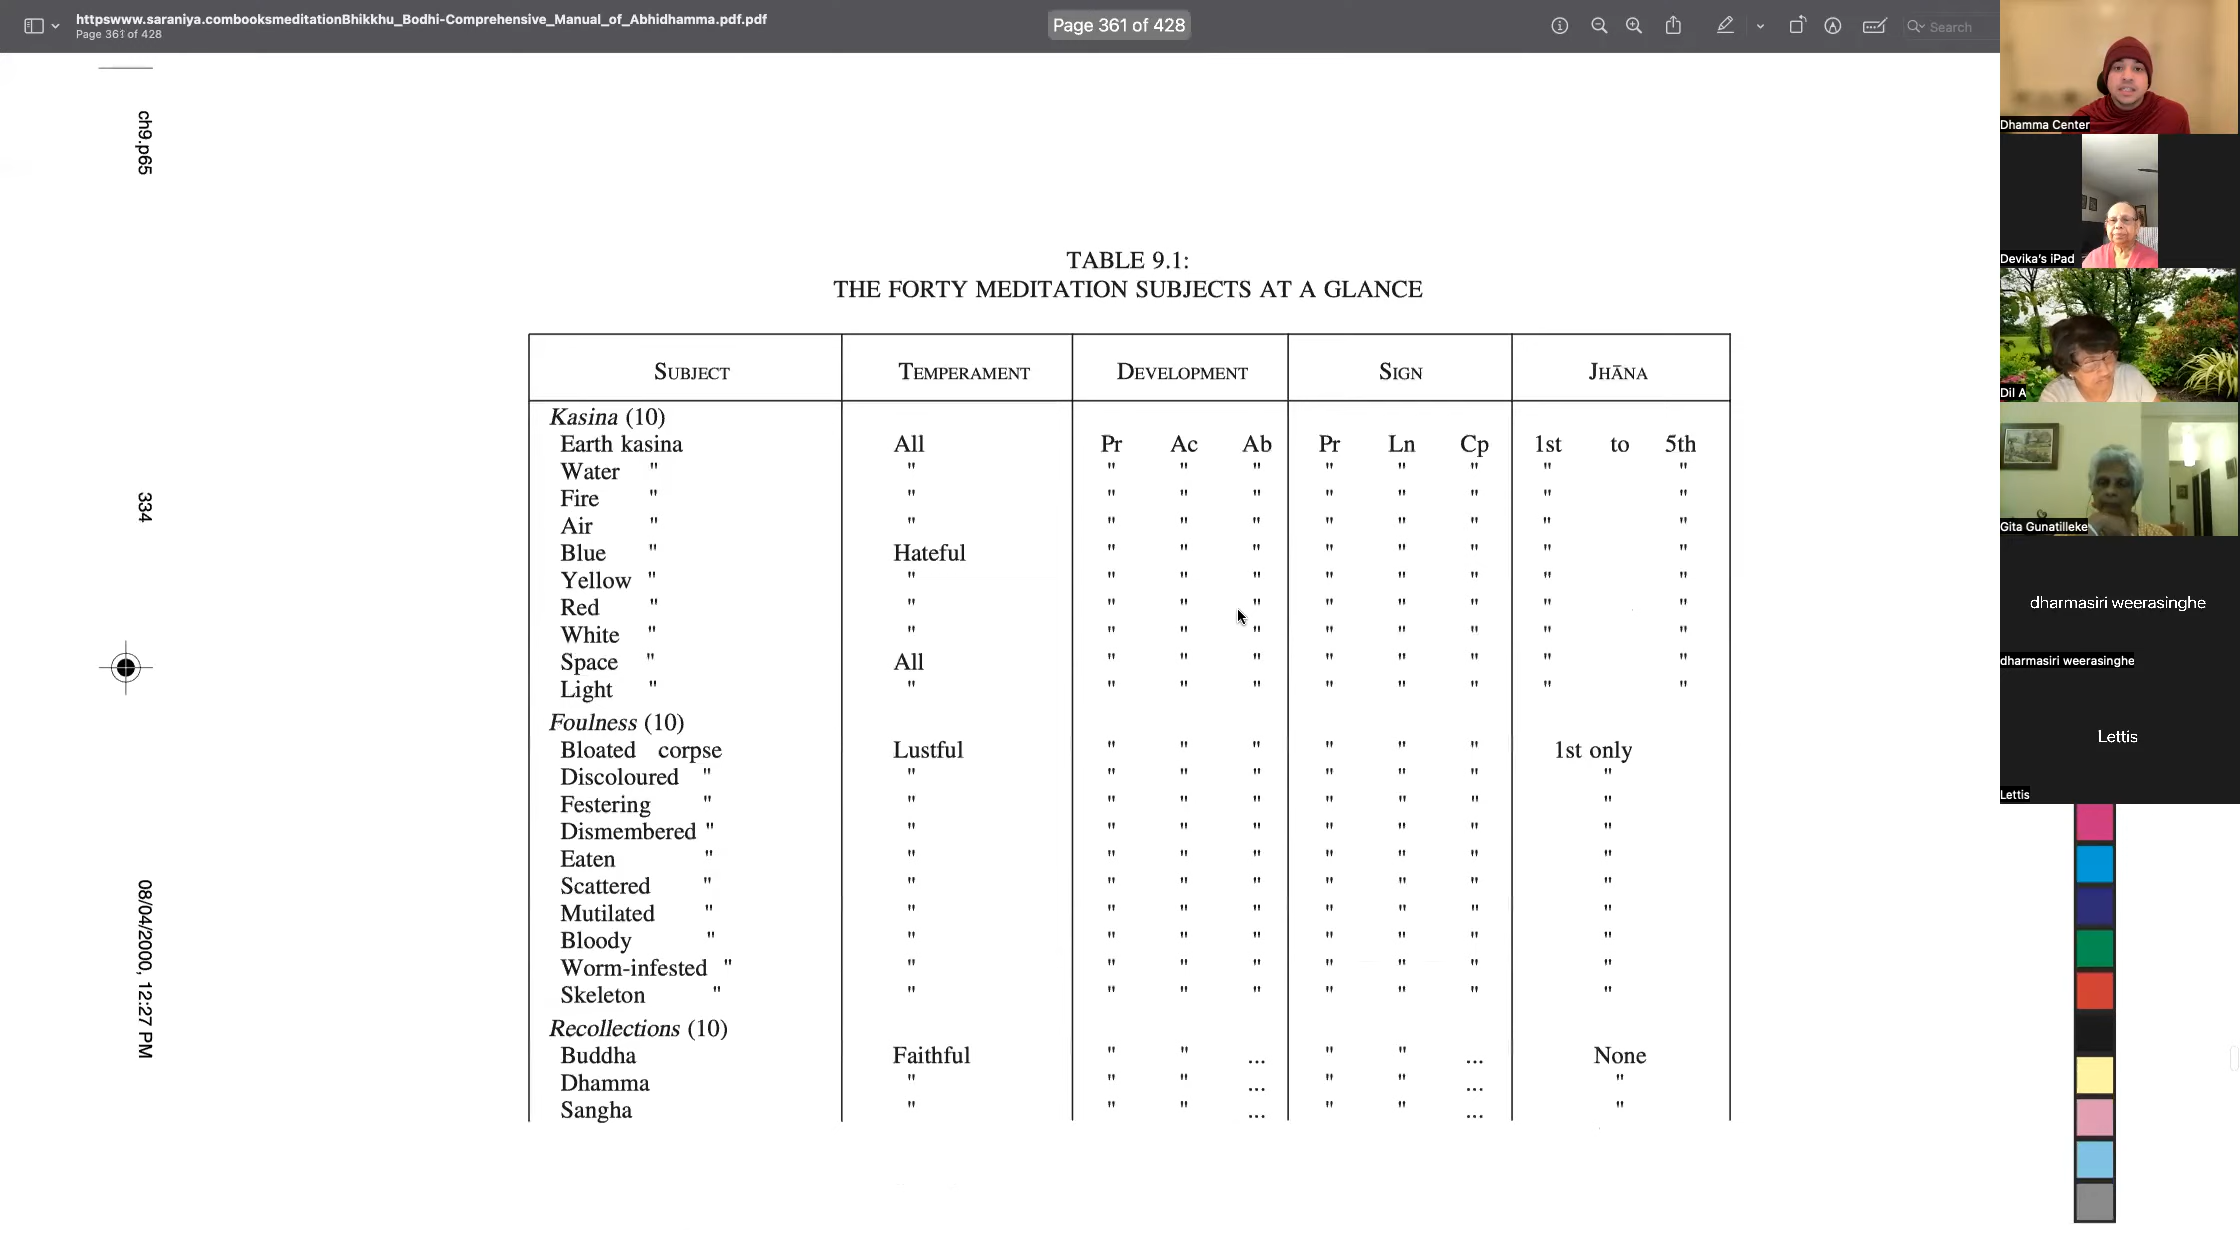 httpswww.saraniya.combooksmeditationBhikkhu_Bodhi-Comprehensive_Manual_of_Abhidhamma.pdf.pdf
Page 361 of 428
Page 361 of 428
Search
ch9.p65
334
08/04/2000, 12:27 PM
TABLE 9.1:
THE FORTY MEDITATION SUBJECTS AT A GLANCE
SUBJECT TEMPERAMENT DEVELOPMENT SIGN JHĀNA
Kasina (10)
Earth kasina All Pr Ac Ab Pr Ln Cp 1st to 5th
Water " " " " " " " " " "
Fire " " " " " " " " " "
Air " " " " " " " " " "
Blue " Hateful " " " " " " " "
Yellow " " " " " " " " " "
Red " " " " " " " " " "
White " " " " " " " " " "
Space " All " " " " " " " "
Light " " " " " " " " " "
Foulness (10)
Bloated corpse Lustful " " " " " " 1st only
Discoloured " " " " " " " " "
Festering " " " " " " " " "
Dismembered " " " " " " " " "
Eaten " " " " " " " " "
Scattered " " " " " " " " "
Mutilated " " " " " " " " "
Bloody " " " " " " " " "
Worm-infested " " " " " " " " "
Skeleton " " " " " " " " "
Recollections (10)
Buddha Faithful " " ... " " ... None
Dhamma " " " ... " " ... "
Sangha " " " ... " " ... "
Dhamma Center
Devika's iPad
Dil A
Gita Gunatilleke
dharmasiri weerasinghe
dharmasiri weerasinghe
Lettis
Lettis